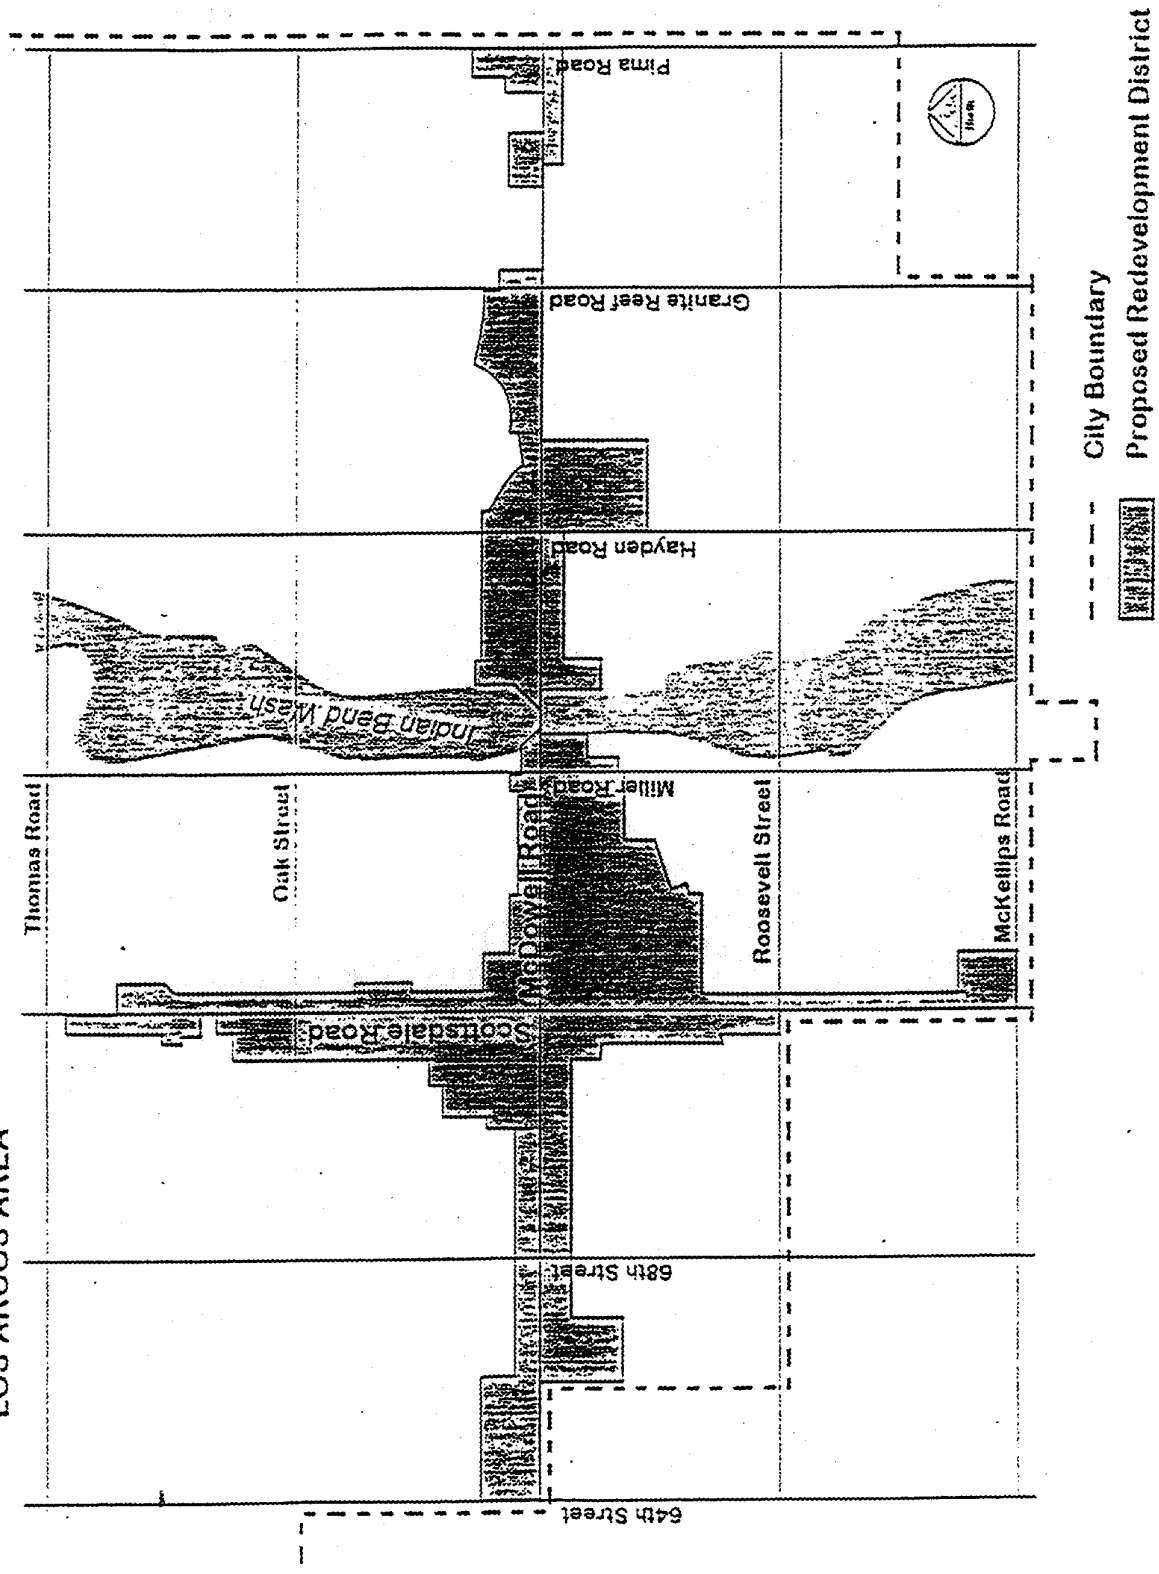 LOS ARCOS AREA
Thomas Road
Oak Street
McDowell Road
Roosevelt Street
McKellips Road
64th Street
68th Street
Scottsdale Road
Miller Road
Indian Bend Wash
Hayden Road
Granite Reef Road
Pima Road
North
City Boundary
Proposed Redevelopment District